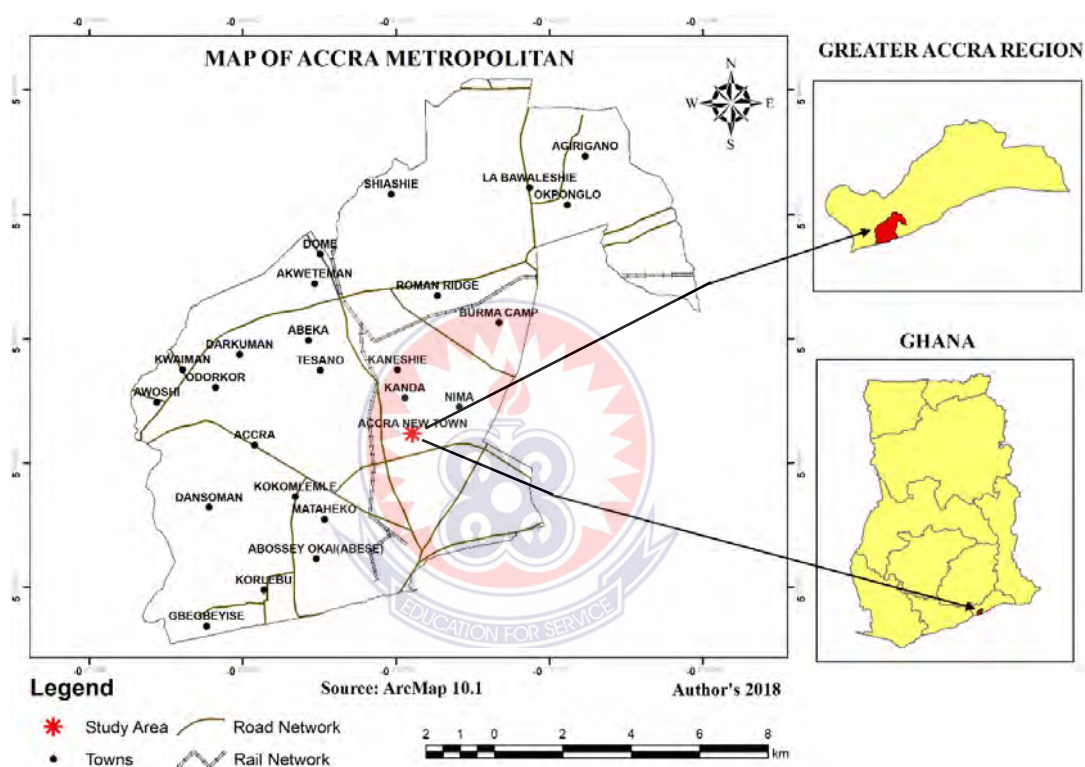 MAP OF ACCRA METROPOLITAN
GREATER ACCRA REGION
N
W E
S
AGIRIGANO
LA BAWALESHIE
SHIASHIE
OKPONGLO
DOME
AKWETEMAN
ROMAN RIDGE
BURMA CAMP
ABEKA
DARKUMAN
KWAIMAN
TESANO
KANESHIE
ODORKOR
AWOSHI
KANDA
NIMA
ACCRA NEW TOWN
ACCRA
KOKOMLEMLE
DANSOMAN
MATAHEKO
ABOSSEY OKAI(ABESE)
KORLEBU
GBEGBEYISE
EDUCATION FOR SERVICE
GHANA
Legend
Source: ArcMap 10.1
Author's 2018
Study Area
Road Network
Towns
Rail Network
2 1 0 2 4 6 8
km